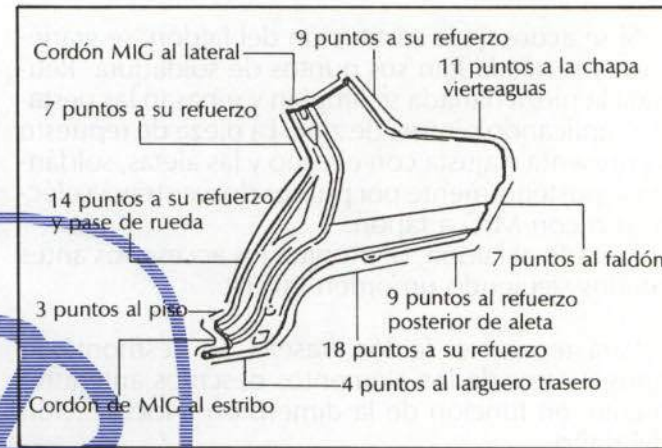 Cordón MIG al lateral
9 puntos a su refuerzo
11 puntos a la chapa
vierteaguas
7 puntos a su refuerzo
14 puntos a su refuerzo
y pase de rueda
7 puntos al faldón
3 puntos al piso
9 puntos al refuerzo
posterior de aleta
18 puntos a su refuerzo
4 puntos al larguero trasero
Cordón de MIG al estribo